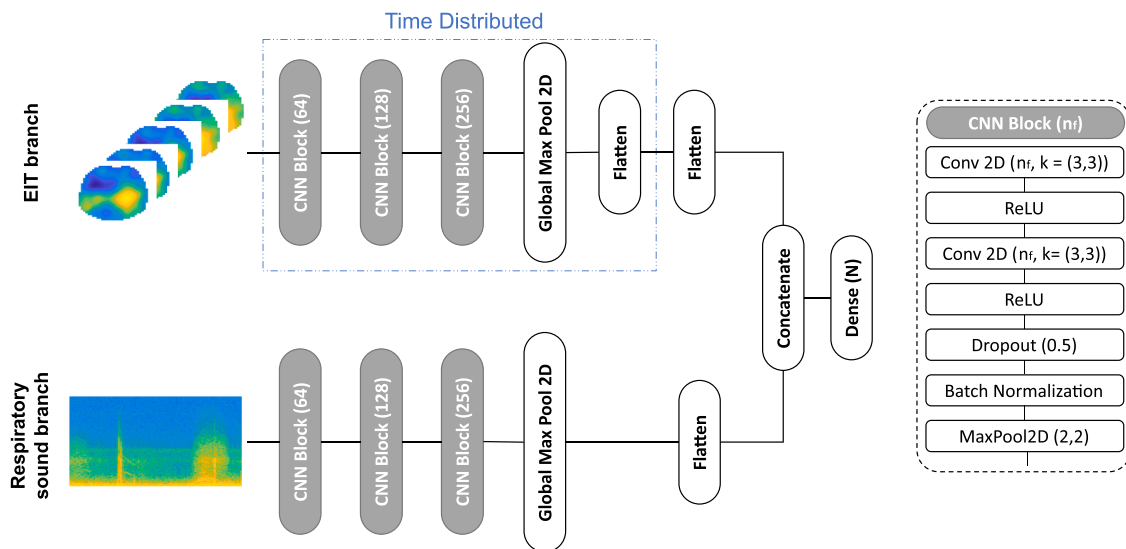 Time Distributed
EIT branch
CNN Block (64)
CNN Block (128)
CNN Block (256)
Global Max Pool 2D
Flatten
Flatten
Respiratory
sound branch
CNN Block (64)
CNN Block (128)
CNN Block (256)
Global Max Pool 2D
Flatten
Concatenate
Dense (N)
CNN Block (nf)
Conv 2D (nf, k = (3,3))
ReLU
Conv 2D (nf, k= (3,3))
ReLU
Dropout (0.5)
Batch Normalization
MaxPool2D (2,2)